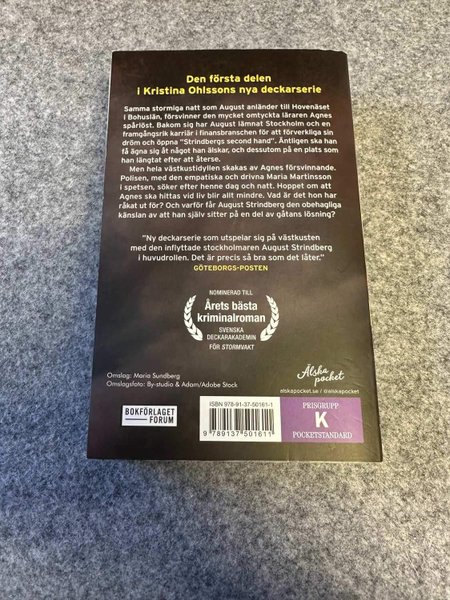 Den första delen
i Kristina Ohlssons nya deckarserie
Samma stormiga natt som August anländer till Hovenäset
i Bohuslän, försvinner den mycket omtyckta läraren Agnes
spårlöst. Bakom sig har August lämnat Stockholm och en
framgångsrik karriär i finansbranschen för att förverkliga sin
dröm och öppna "Strindbergs second hand". Äntligen ska han
få ägna sig åt något han älskar, och dessutom på en plats som
han längtat efter att återse.
Men hela västkustidyllen skakas av Agnes försvinnande.
Polisen, med den empatiska och drivna Maria Martinsson
i spetsen, söker efter henne dag och natt. Hoppet om att
Agnes ska hittas vid liv blir allt mindre. Vad är det hon har
råkat ut för? Och varför får August Strindberg den obehagliga
känslan av att han själv sitter på en del av gåtans lösning?
"Ny deckarserie som utspelar sig på västkusten
med den inflyttade stockholmaren August Strindberg
i huvudrollen. Det är precis så bra som det låter."
GÖTEBORGS-POSTEN
NOMINERAD TILL
Årets bästa
kriminalroman
SVENSKA
DECKARAKADEMIN
FÖR STORMVAKT
Omslag: Maria Sundberg
Omslagsfoto: By-studio & Adam/Adobe Stock
Älska
pocket
alskapocket.se / @alskapocket
BOKFÖRLAGET
FORUM
ISBN 978-91-37-50161-1
9 789137 501611
PRISGRUPP
K
POCKETSTANDARD